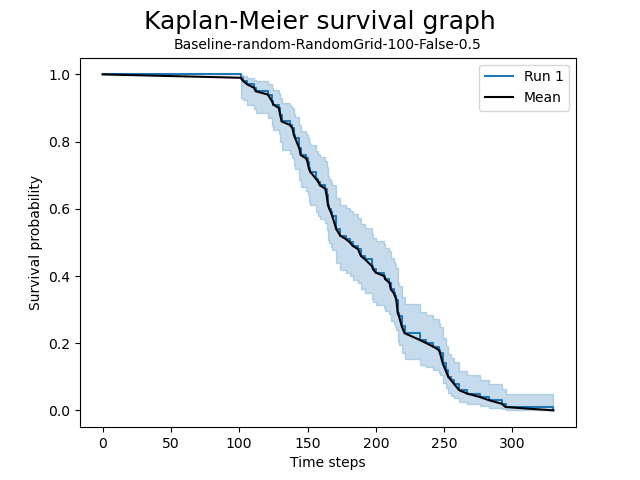 Kaplan-Meier survival graph
Baseline-random-RandomGrid-100-False-0.5
Run 1
Mean
Survival probability
1.0
0.8
0.6
0.4
0.2
0.0
0 50 100 150 200 250 300
Time steps